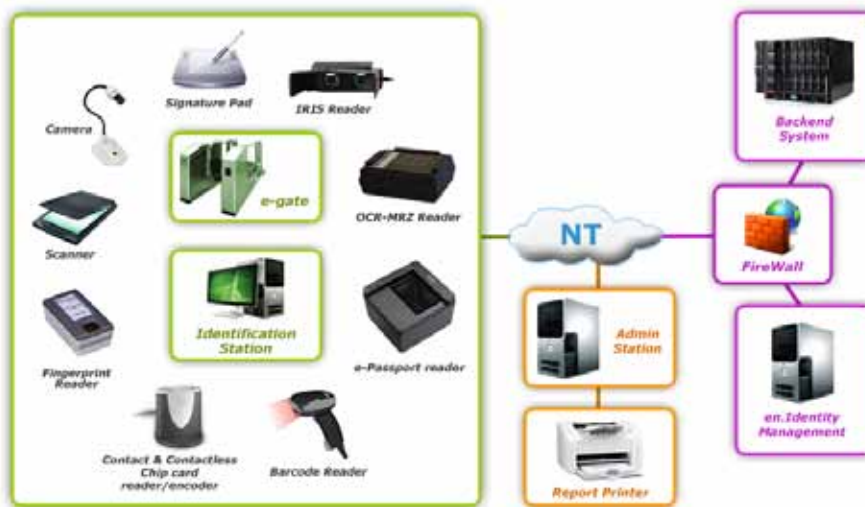 Signature Pad
IRIS Reader
Camera
e-gate
OCR-MRZ Reader
Scanner
Identification
Station
Fingerprint
Reader
e-Passport reader
Contact & Contactless
Chip card
reader/encoder
Barcode Reader
NT
Admin
Station
Report Printer
Backend
System
FireWall
en.Identity
Management